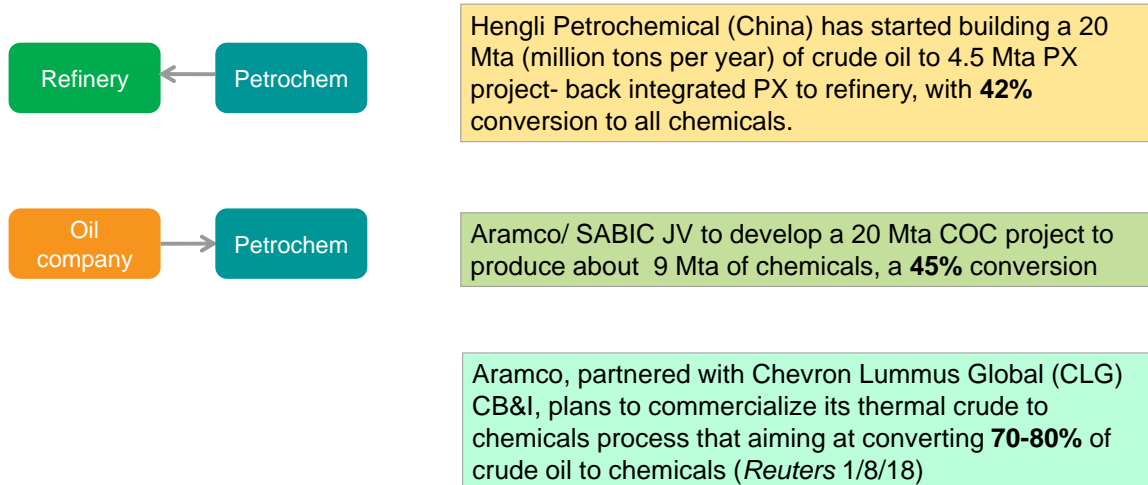 Refinery
Petrochem
Hengli Petrochemical (China) has started building a 20
Mta (million tons per year) of crude oil to 4.5 Mta PX
project- back integrated PX to refinery, with 42%
conversion to all chemicals.
Oil
company
Petrochem
Aramco/ SABIC JV to develop a 20 Mta COC project to
produce about 9 Mta of chemicals, a 45% conversion
Aramco, partnered with Chevron Lummus Global (CLG)
CB&I, plans to commercialize its thermal crude to
chemicals process that aiming at converting 70-80% of
crude oil to chemicals (Reuters 1/8/18)